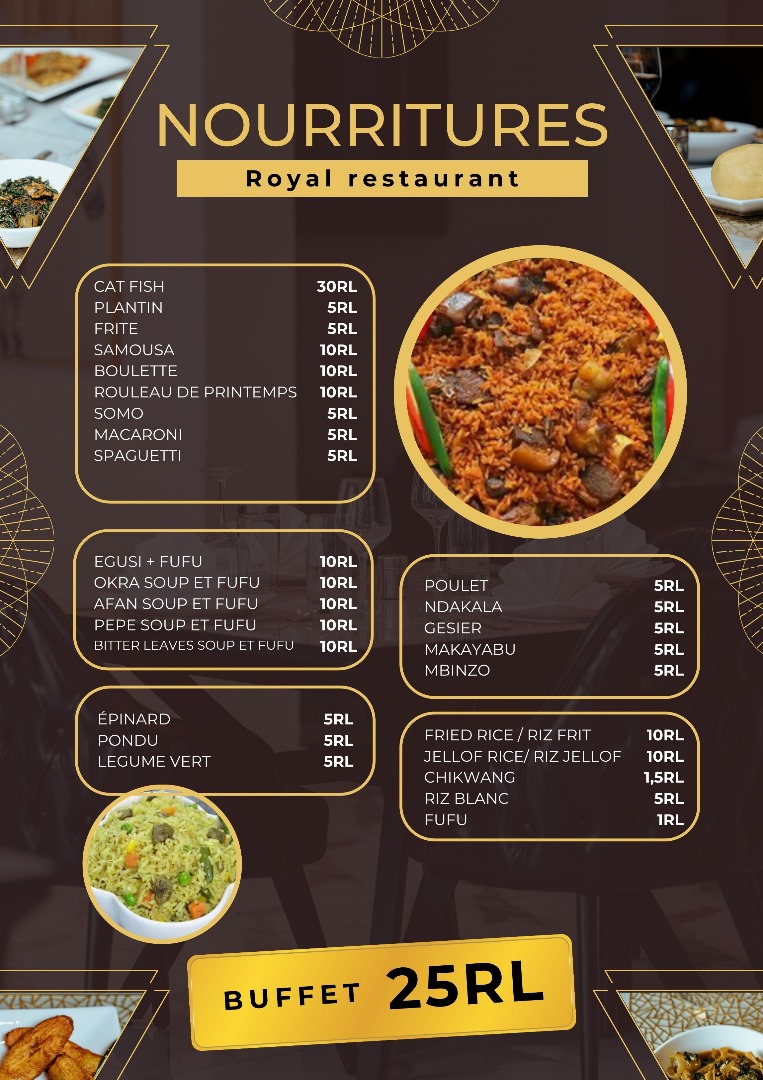 NOURRITURES
Royal restaurant
CAT FISH 30RL
PLANTIN 5RL
FRITE 5RL
SAMOUSA 10RL
BOULETTE 10RL
ROULEAU DE PRINTEMPS 10RL
SOMO 5RL
MACARONI 5RL
SPAGUETTI 5RL
EGUSI + FUFU 10RL
OKRA SOUP ET FUFU 10RL
AFAN SOUP ET FUFU 10RL
PEPE SOUP ET FUFU 10RL
BITTER LEAVES SOUP ET FUFU 10RL
ÉPINARD 5RL
PONDU 5RL
LEGUME VERT 5RL
POULET 5RL
NDAKALA 5RL
GESIER 5RL
MAKAYABU 5RL
MBINZO 5RL
FRIED RICE / RIZ FRIT 10RL
JELLOF RICE/ RIZ JELLOF 10RL
CHIKWANG 1,5RL
RIZ BLANC 5RL
FUFU 1RL
BUFFET 25RL